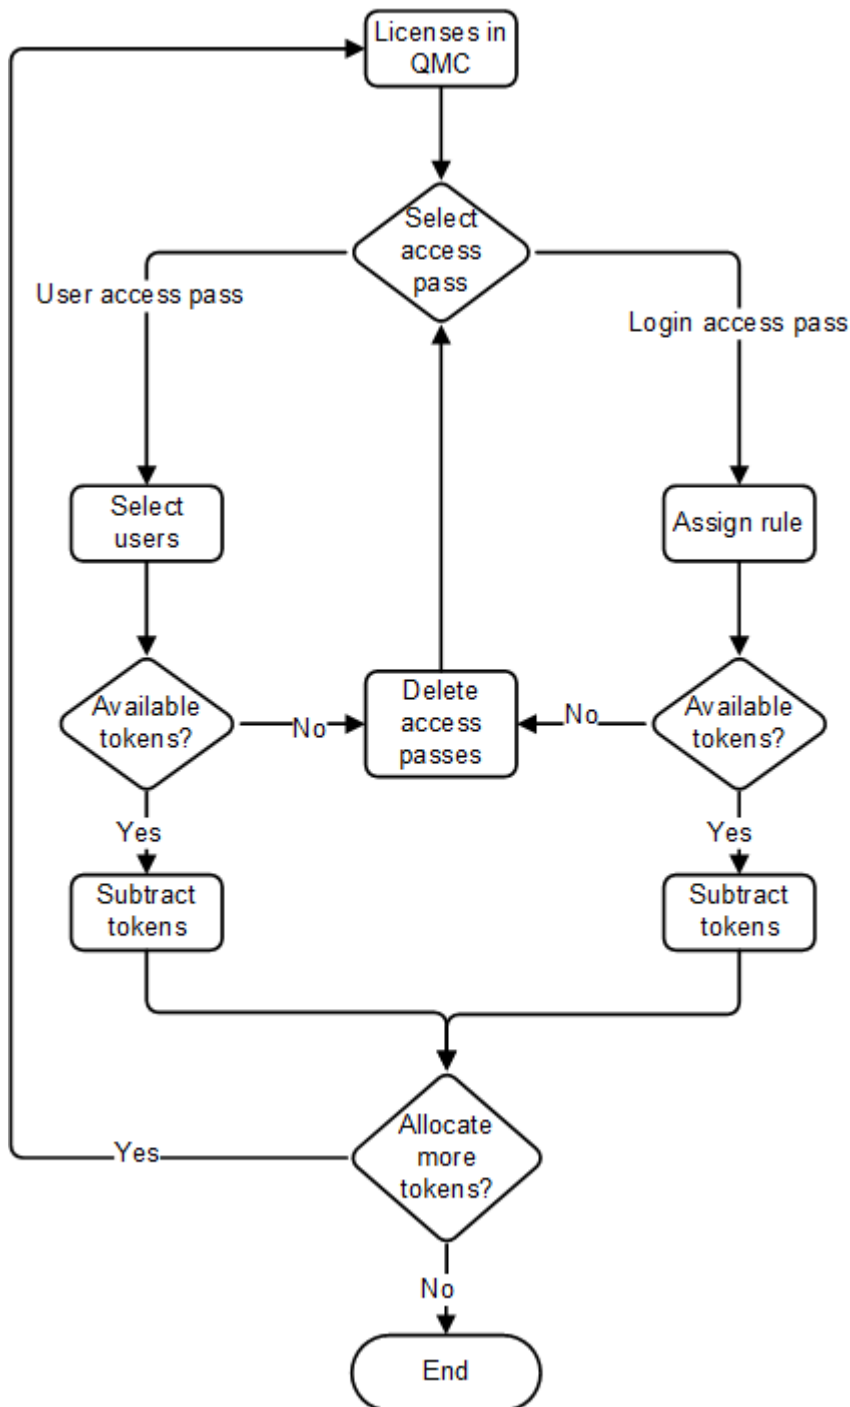 Licenses in
QMC
Select
access
pass
User access pass
Login access pass
Select
users
Assign rule
Available
tokens?
No
Delete
access
passes
No
Available
tokens?
Yes
Yes
Subtract
tokens
Subtract
tokens
Allocate
more
tokens?
Yes
No
End